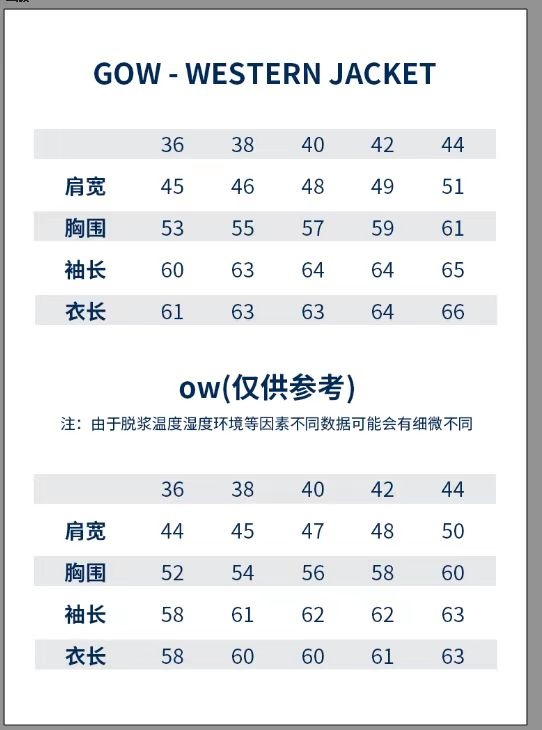 GOW - WESTERN JACKET
36 38 40 42 44
肩宽 45 46 48 49 51
胸围 53 55 57 59 61
袖长 60 63 64 64 65
衣长 61 63 63 64 66
ow(仅供参考)
注：由于脱浆温度湿度环境等因素不同数据可能会有细微不同
36 38 40 42 44
肩宽 44 45 47 48 50
胸围 52 54 56 58 60
袖长 58 61 62 62 63
衣长 58 60 60 61 63